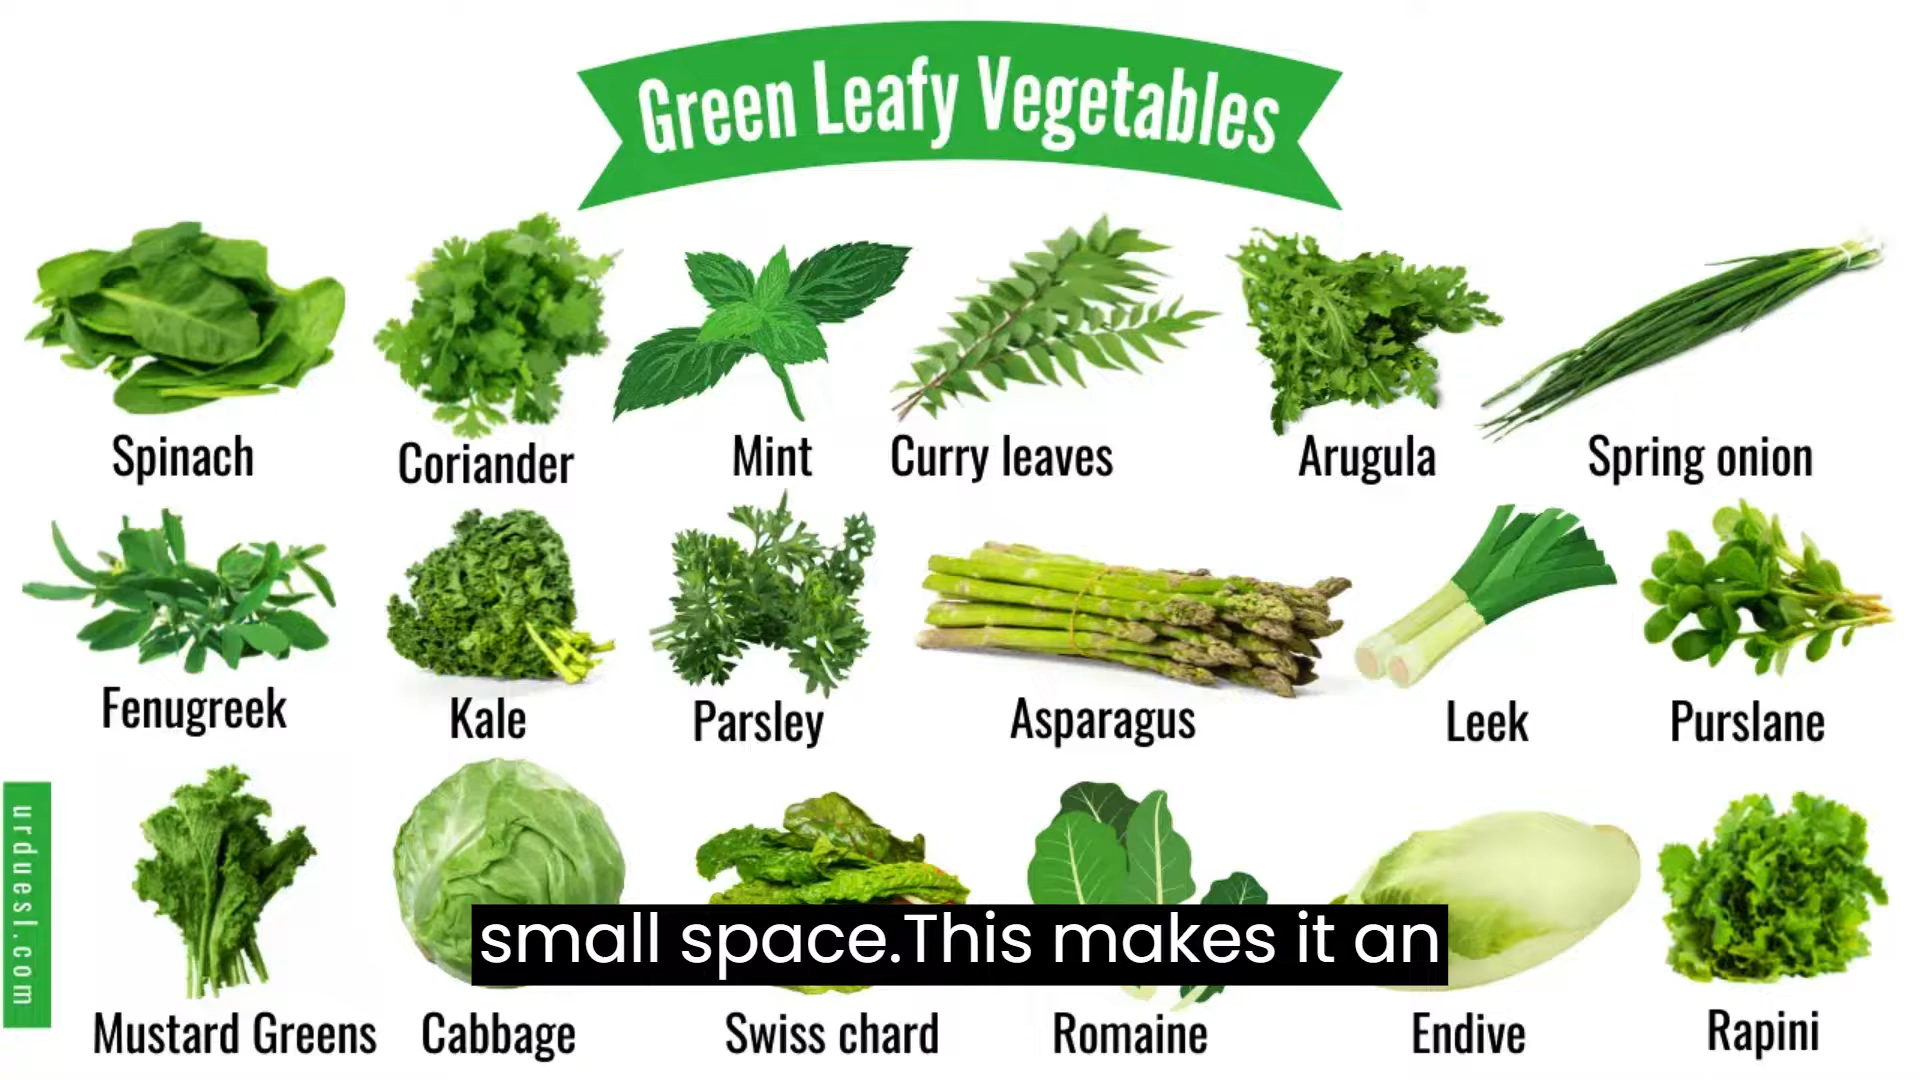 Green Leafy Vegetables
Spinach
Coriander
Mint
Curry leaves
Arugula
Spring onion
Fenugreek
Kale
Parsley
Asparagus
Leek
Purslane
urduesl.com
small space.This makes it an
Mustard Greens
Cabbage
Swiss chard
Romaine
Endive
Rapini